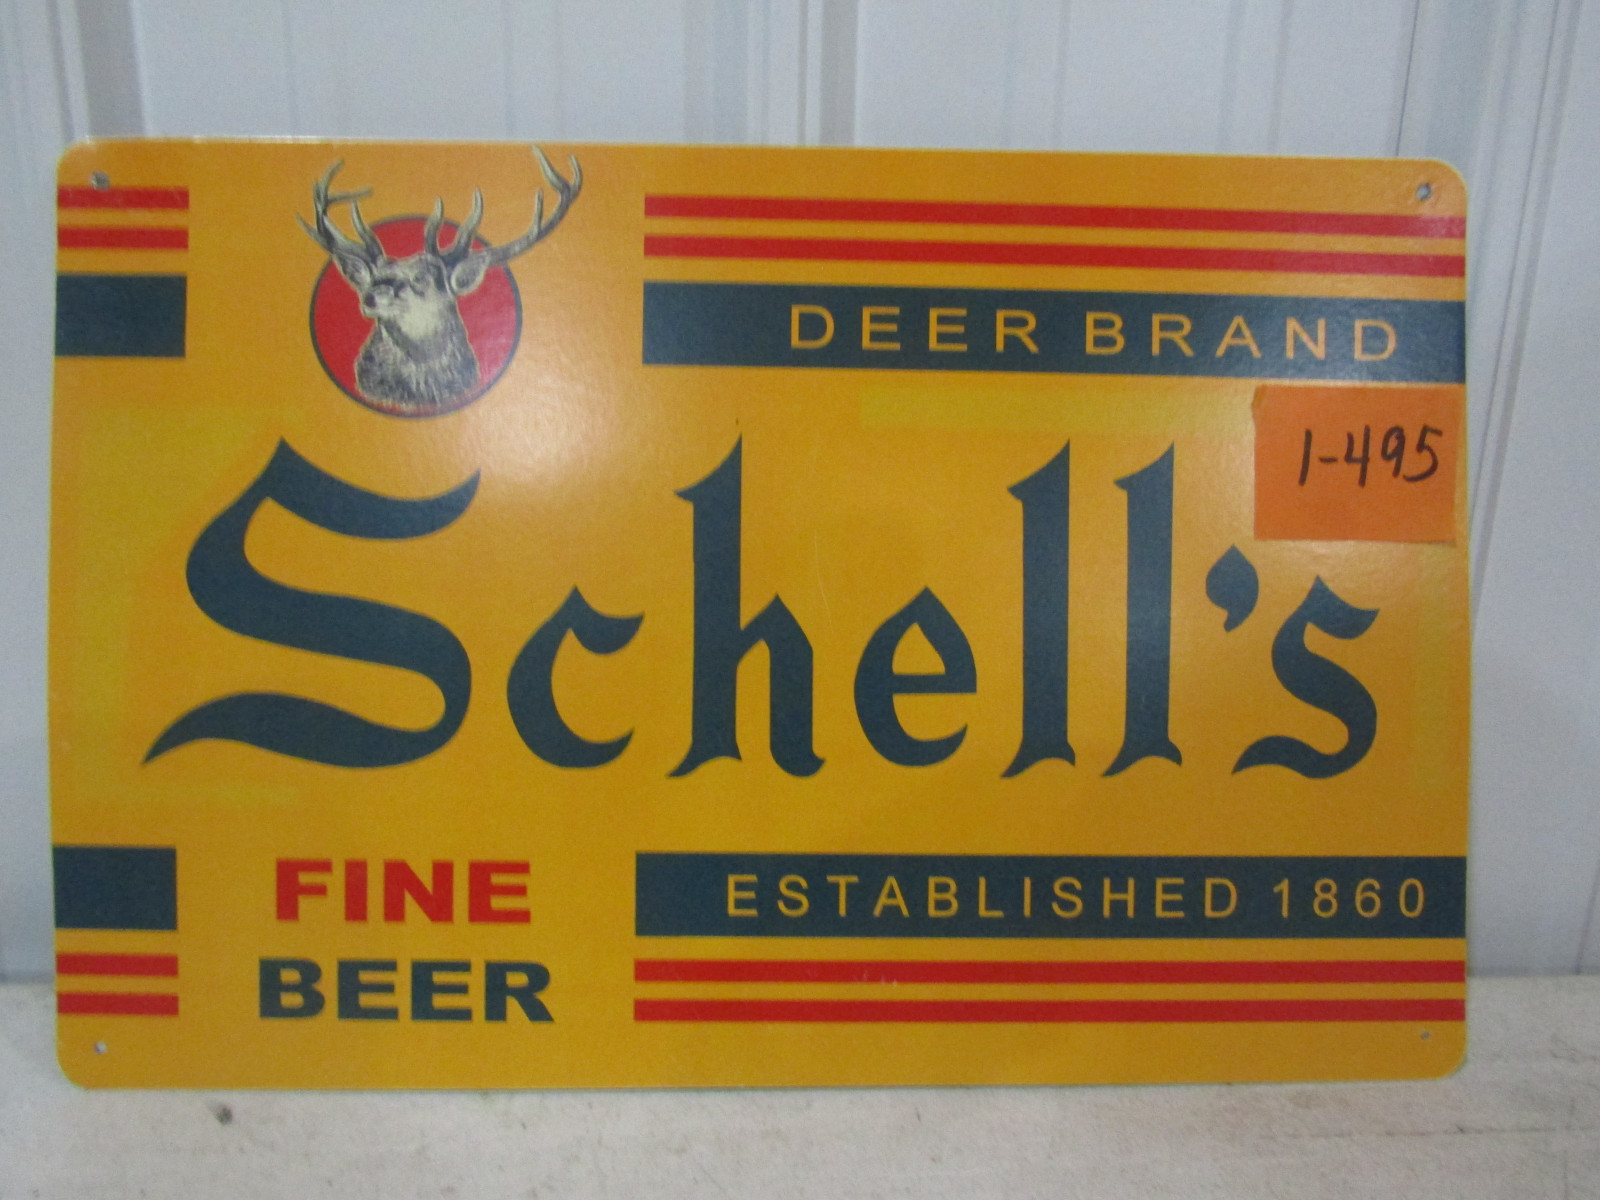 DEER BRAND
1-495
Schell's
FINE
BEER
ESTABLISHED 1860